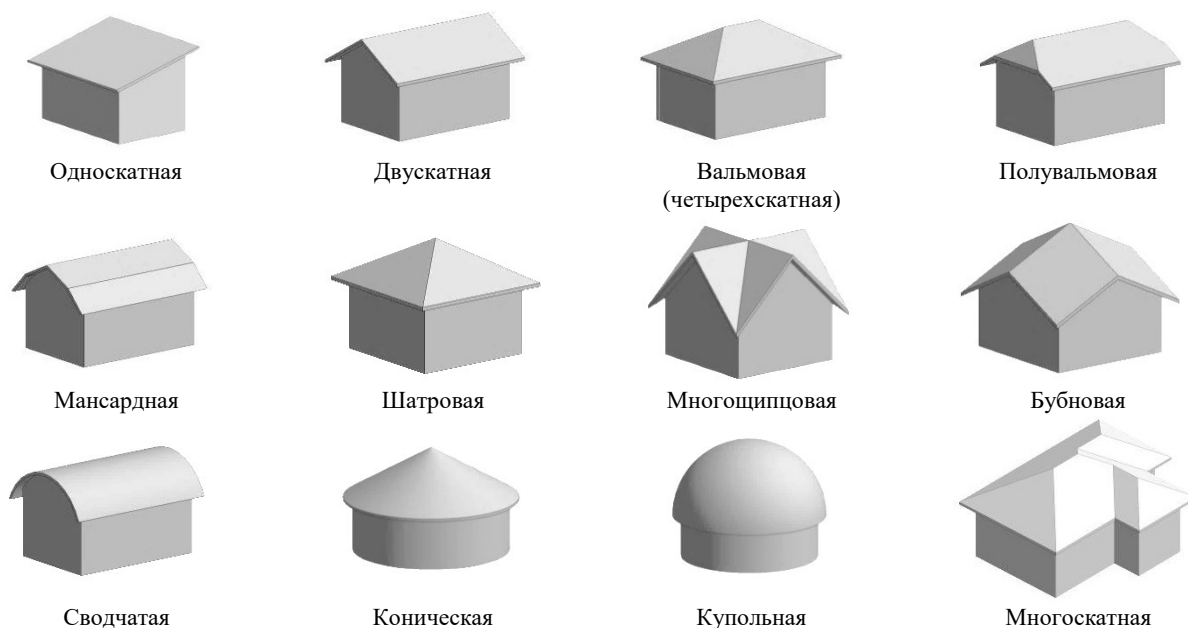 Односкатная
Двускатная
Вальмовая
(четырехскатная)
Полувальмовая
Мансардная
Шатровая
Многощипцовая
Бубновая
Сводчатая
Коническая
Купольная
Многоскатная